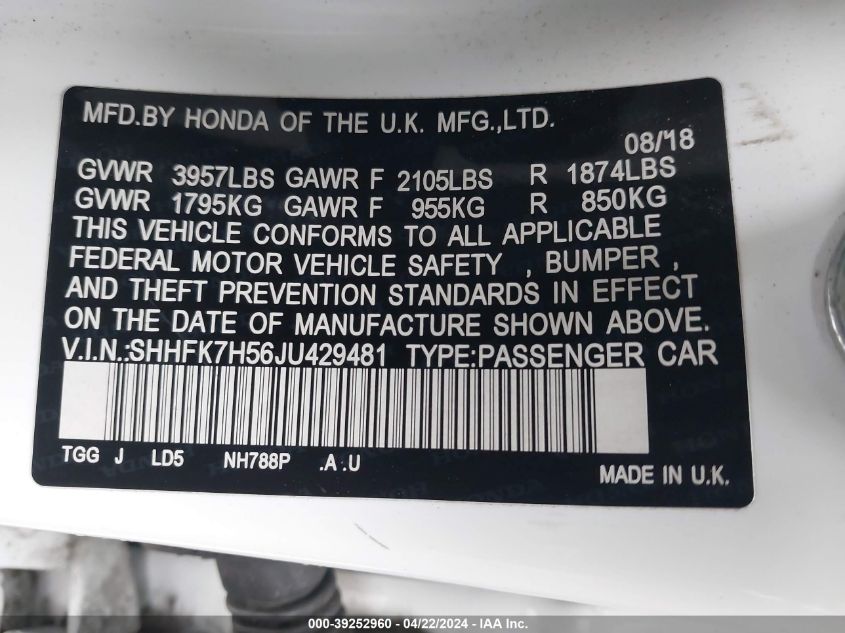 MFD.BY HONDA OF THE U.K. MFG.,LTD.
08/18
GVWR 3957LBS GAWR F 2105LBS R 1874LBS
GVWR 1795KG GAWR F 955KG R 850KG
THIS VEHICLE CONFORMS TO ALL APPLICABLE
FEDERAL MOTOR VEHICLE SAFETY , BUMPER ,
AND THEFT PREVENTION STANDARDS IN EFFECT
ON THE DATE OF MANUFACTURE SHOWN ABOVE.
V.I.N.:SHHFK7H56JU429481 TYPE:PASSENGER CAR
TGG J LD5 NH788P .A .U
MADE IN U.K.
000-39252960 04/22/2024 - IAA Inc.